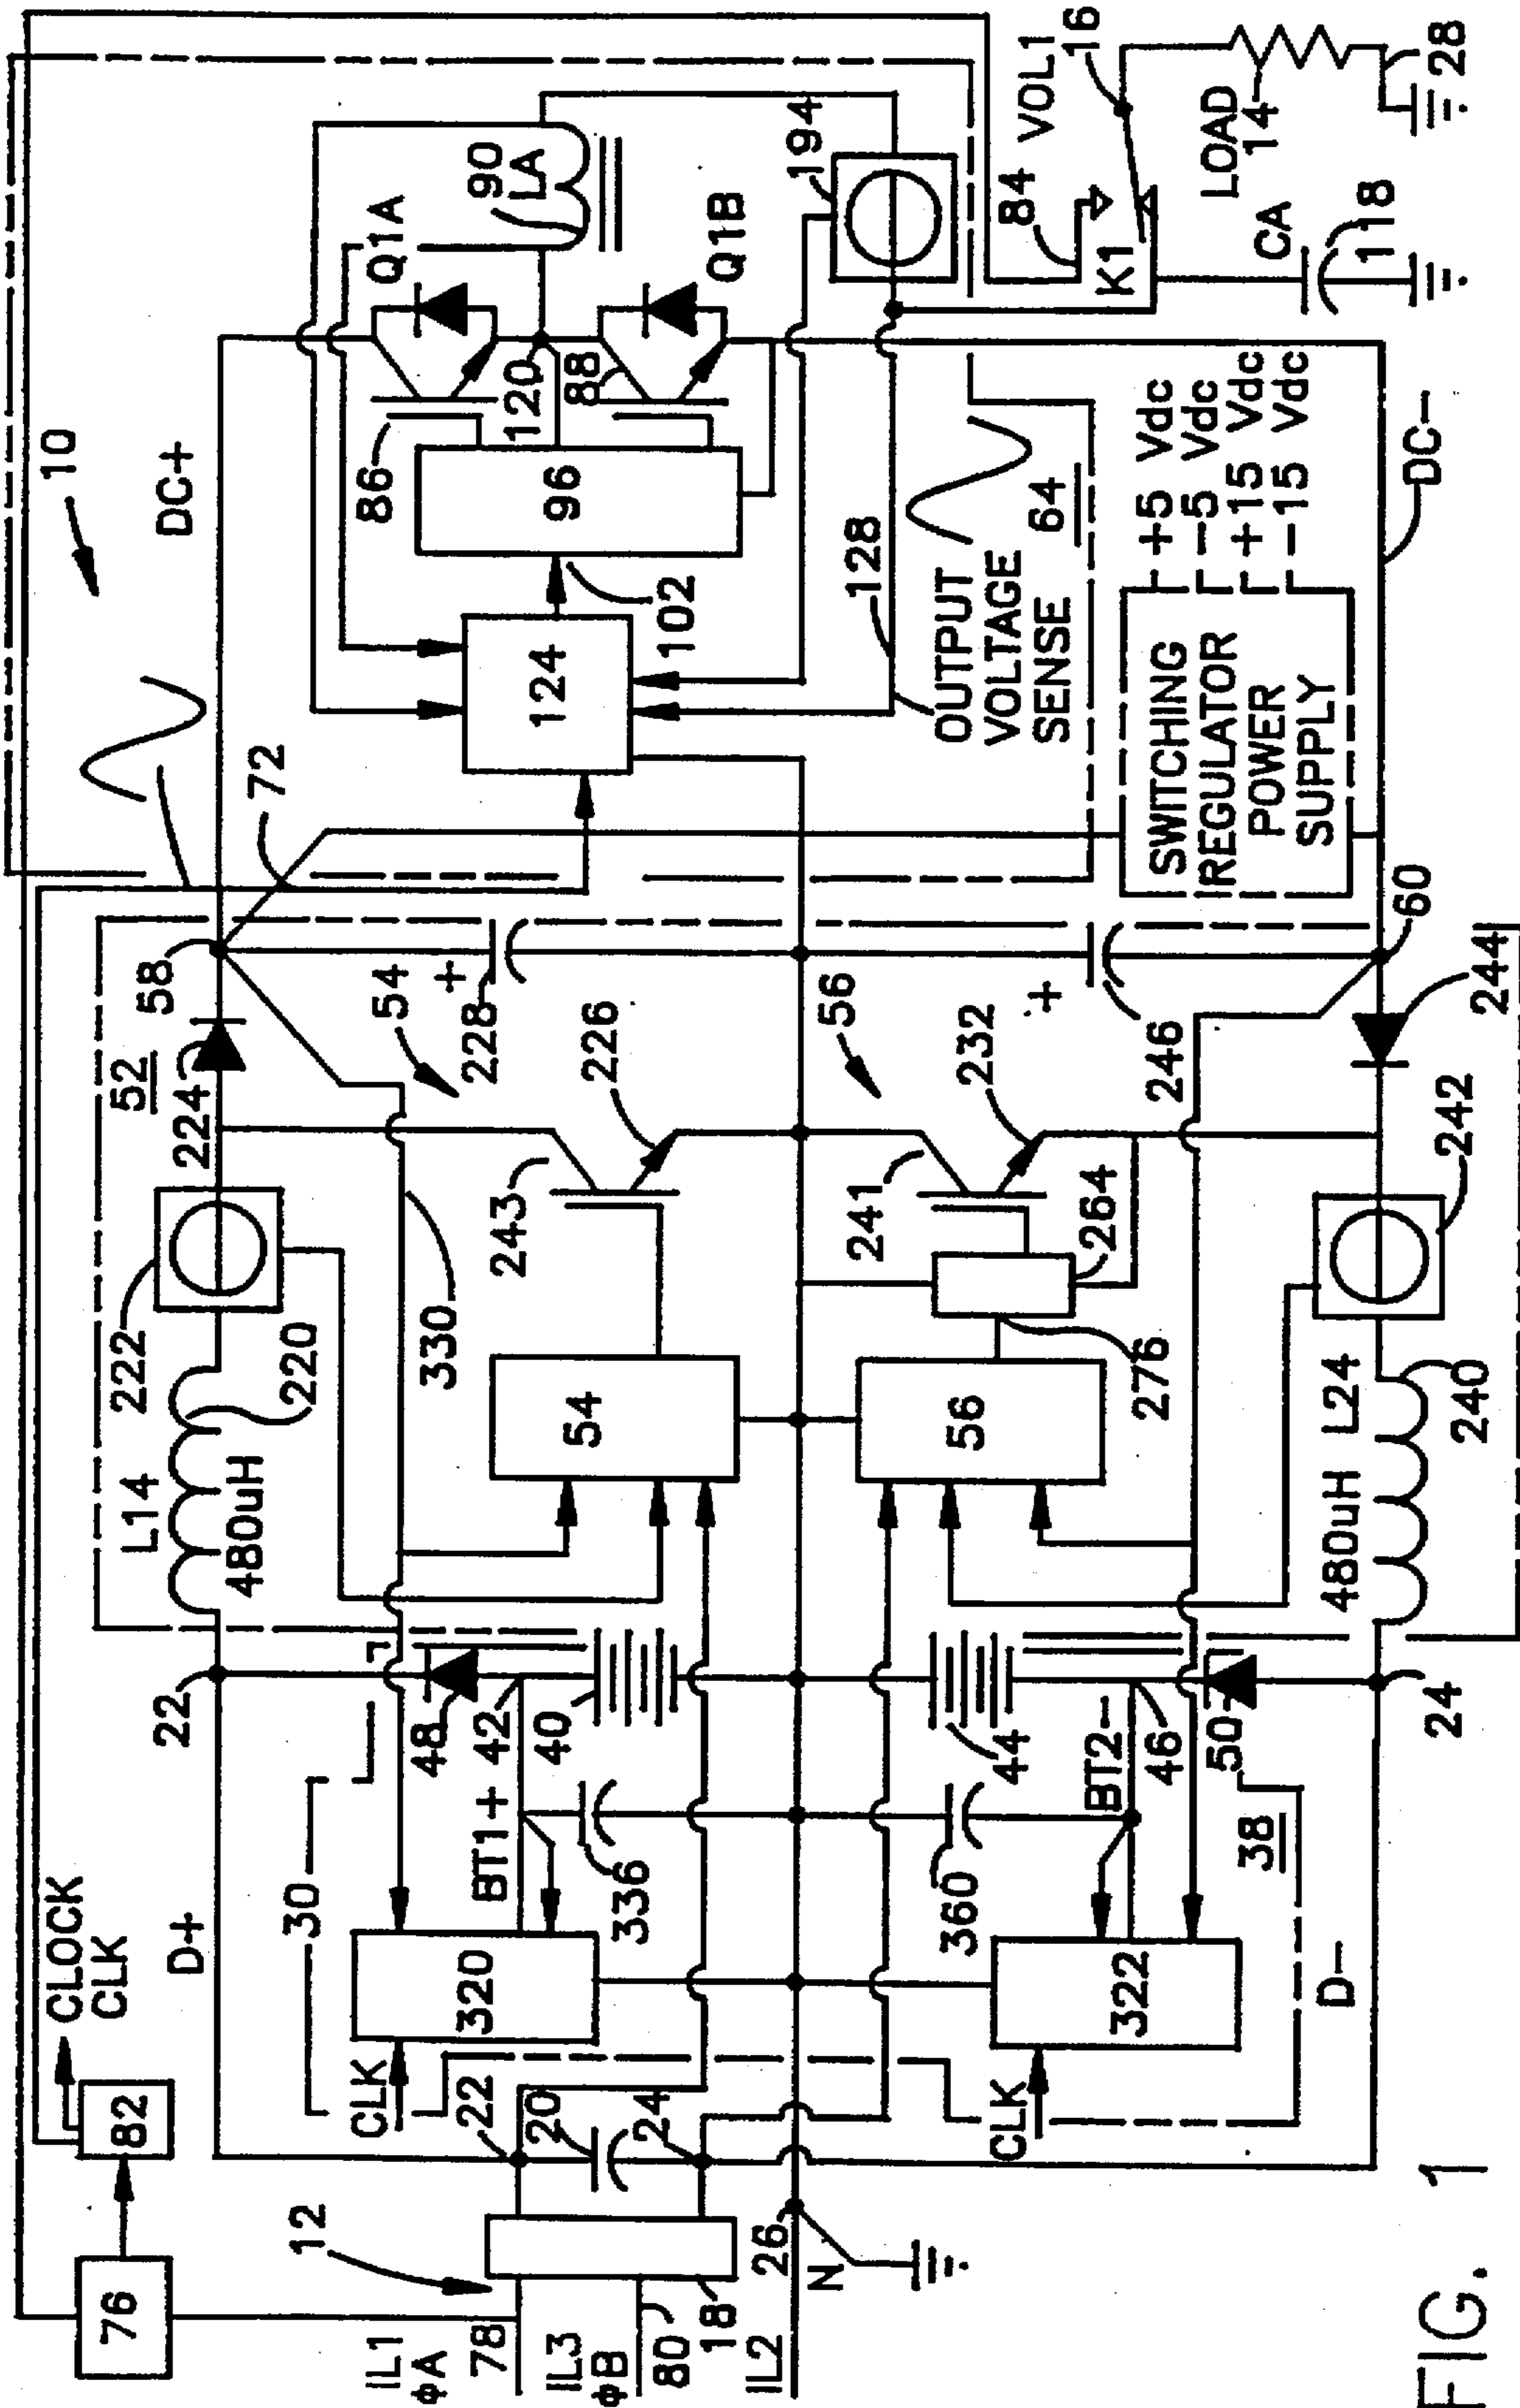 10
CLOCK
CLK
82
76
D+
DC+
72
58
52
224
222
220
L14
480uH
22
12
IL1
ΦA
78
IL3
ΦB
80
18
IL2
26
N
22
20
24
CLK
30
320
BT1+
42
48
40
336
330
54
243
226
54
228
+
124
102
96
86
120
88
Q1A
Q1B
90
LA
194
128
OUTPUT
VOLTAGE
SENSE
64
84
K1
VOL1
16
LOAD
14
28
CA
118
SWITCHING
REGULATOR
POWER
SUPPLY
+5 Vdc
-5 Vdc
+15 Vdc
-15 Vdc
DC-
60
56
232
241
264
276
56
246
+
244
242
240
L24
480uH
24
44
BT2-
46
50
38
360
322
CLK
D-
FIG. 1